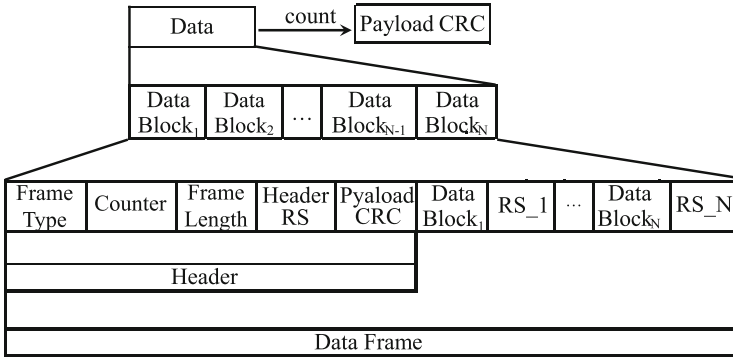 Data
count
Payload CRC
Data Block1
Data Block2
...
Data BlockN-1
Data BlockN
Frame Type
Counter
Frame Length
Header RS
Pyaload CRC
Data Block1
RS_1
...
Data BlockN
RS_N
Header
Data Frame